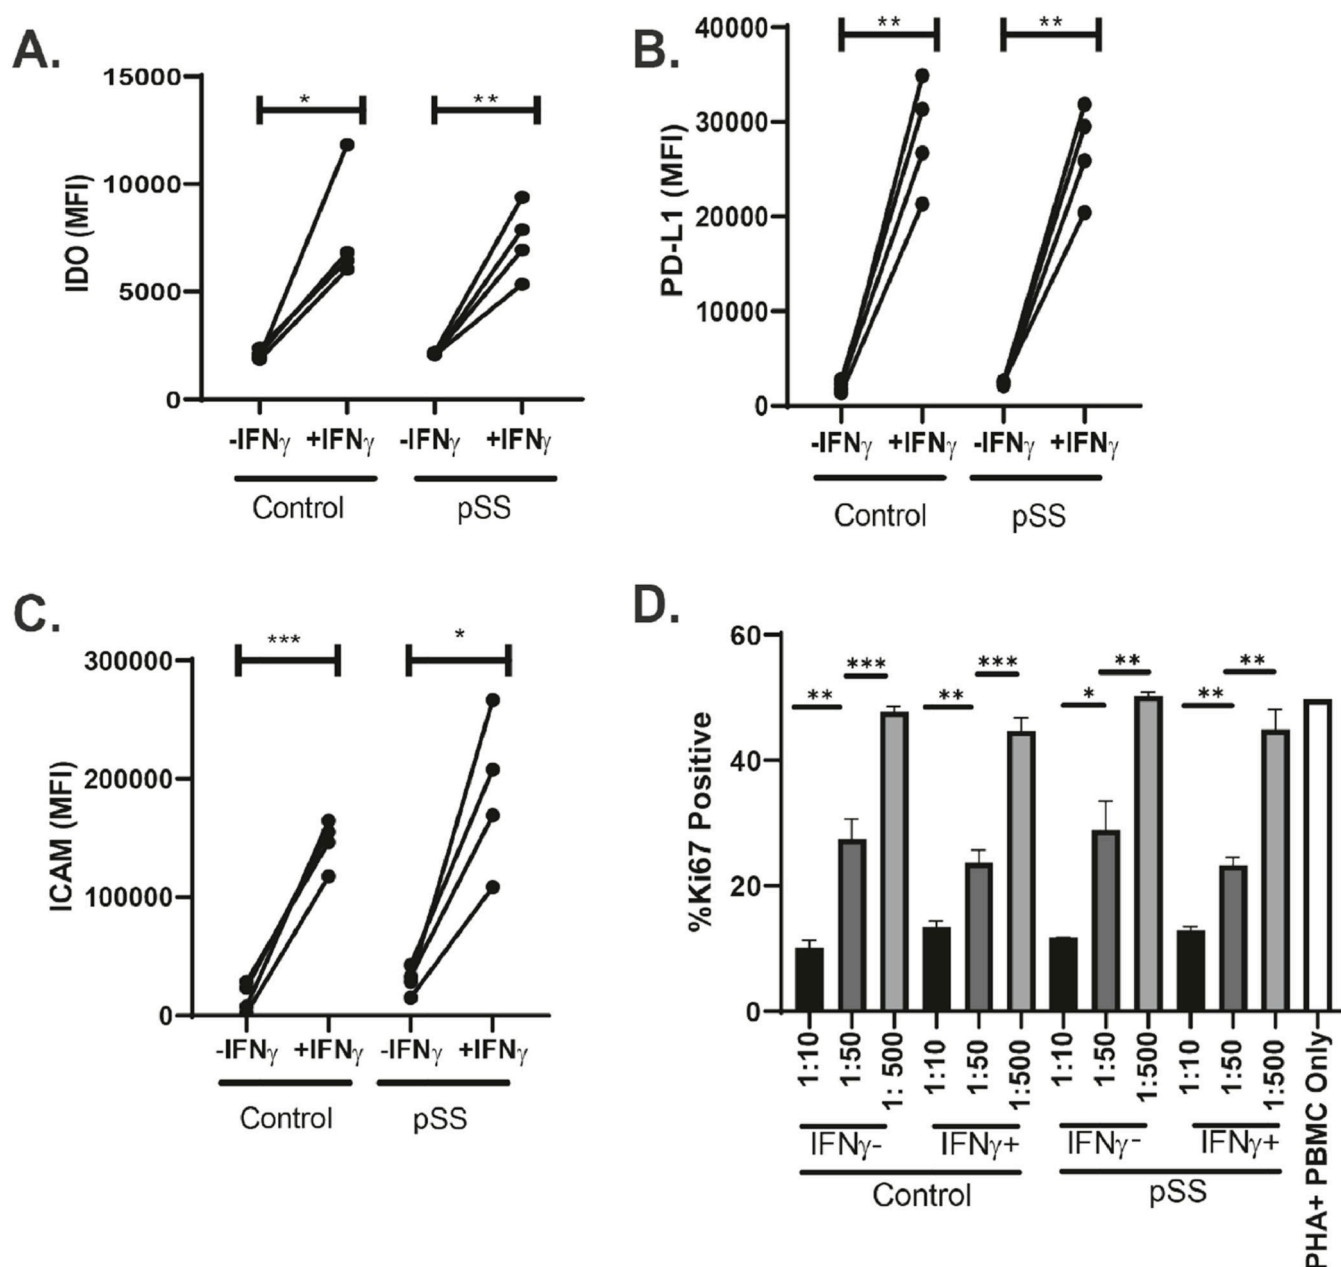 A.
15000
10000
5000
0
IDO (MFI)
*
**
-IFNγ +IFNγ -IFNγ +IFNγ
Control pSS
B.
40000
30000
20000
10000
0
PD-L1 (MFI)
**
**
-IFNγ +IFNγ -IFNγ +IFNγ
Control pSS
C.
300000
200000
100000
0
ICAM (MFI)
***
*
-IFNγ +IFNγ -IFNγ +IFNγ
Control pSS
D.
60
40
20
0
%Ki67 Positive
** *** ** *** * ** ** **
1:10 1:50 1: 500 1:10 1:50 1:500 1:10 1:50 1:500 1:10 1:50 1:500 PHA+ PBMC Only
IFNγ- IFNγ+ IFNγ- IFNγ+
Control pSS